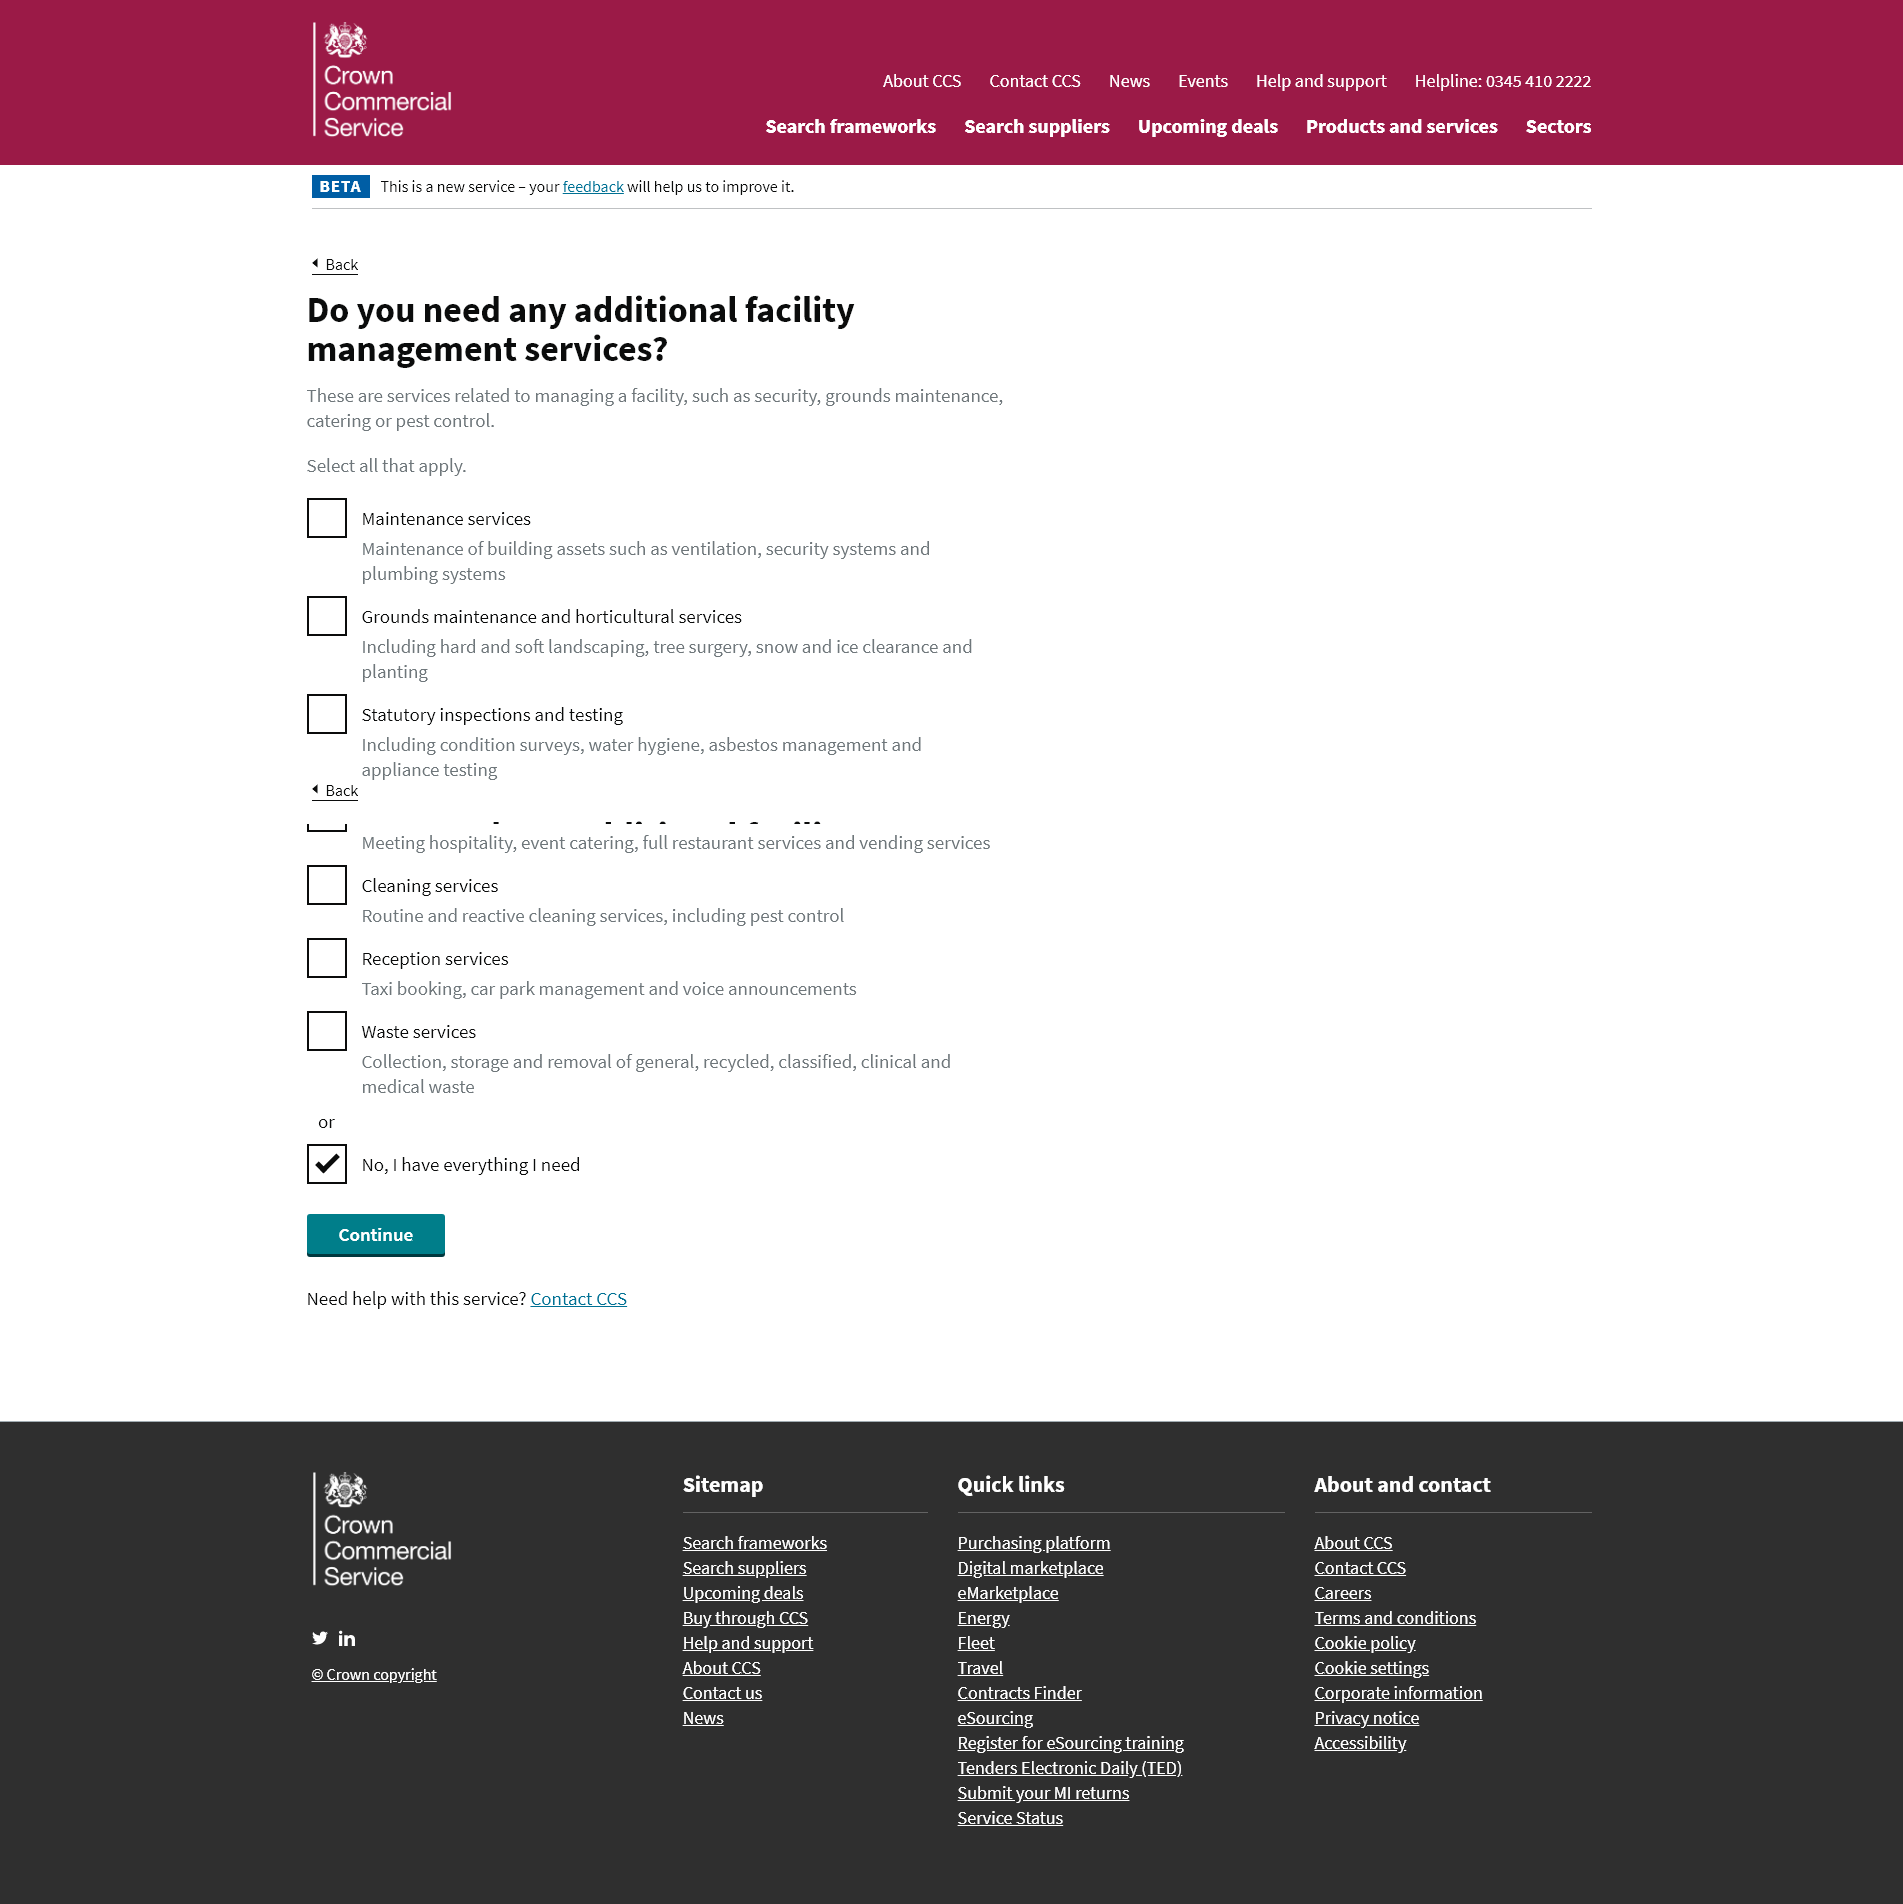 Crown
Commercial
Service
About CCS Contact CCS News Events Help and support Helpline: 0345 410 2222
Search frameworks Search suppliers Upcoming deals Products and services Sectors
BETA This is a new service – your feedback will help us to improve it.
Back
Do you need any additional facility
management services?
These are services related to managing a facility, such as security, grounds maintenance,
catering or pest control.
Select all that apply.
Maintenance services
Maintenance of building assets such as ventilation, security systems and
plumbing systems
Grounds maintenance and horticultural services
Including hard and soft landscaping, tree surgery, snow and ice clearance and
planting
Statutory inspections and testing
Including condition surveys, water hygiene, asbestos management and
appliance testing
Back
Meeting hospitality, event catering, full restaurant services and vending services
Cleaning services
Routine and reactive cleaning services, including pest control
Reception services
Taxi booking, car park management and voice announcements
Waste services
Collection, storage and removal of general, recycled, classified, clinical and
medical waste
or
No, I have everything I need
Continue
Need help with this service? Contact CCS
Crown
Commercial
Service
© Crown copyright
Sitemap
Search frameworks
Search suppliers
Upcoming deals
Buy through CCS
Help and support
About CCS
Contact us
News
Quick links
Purchasing platform
Digital marketplace
eMarketplace
Energy
Fleet
Travel
Contracts Finder
eSourcing
Register for eSourcing training
Tenders Electronic Daily (TED)
Submit your MI returns
Service Status
About and contact
About CCS
Contact CCS
Careers
Terms and conditions
Cookie policy
Cookie settings
Corporate information
Privacy notice
Accessibility